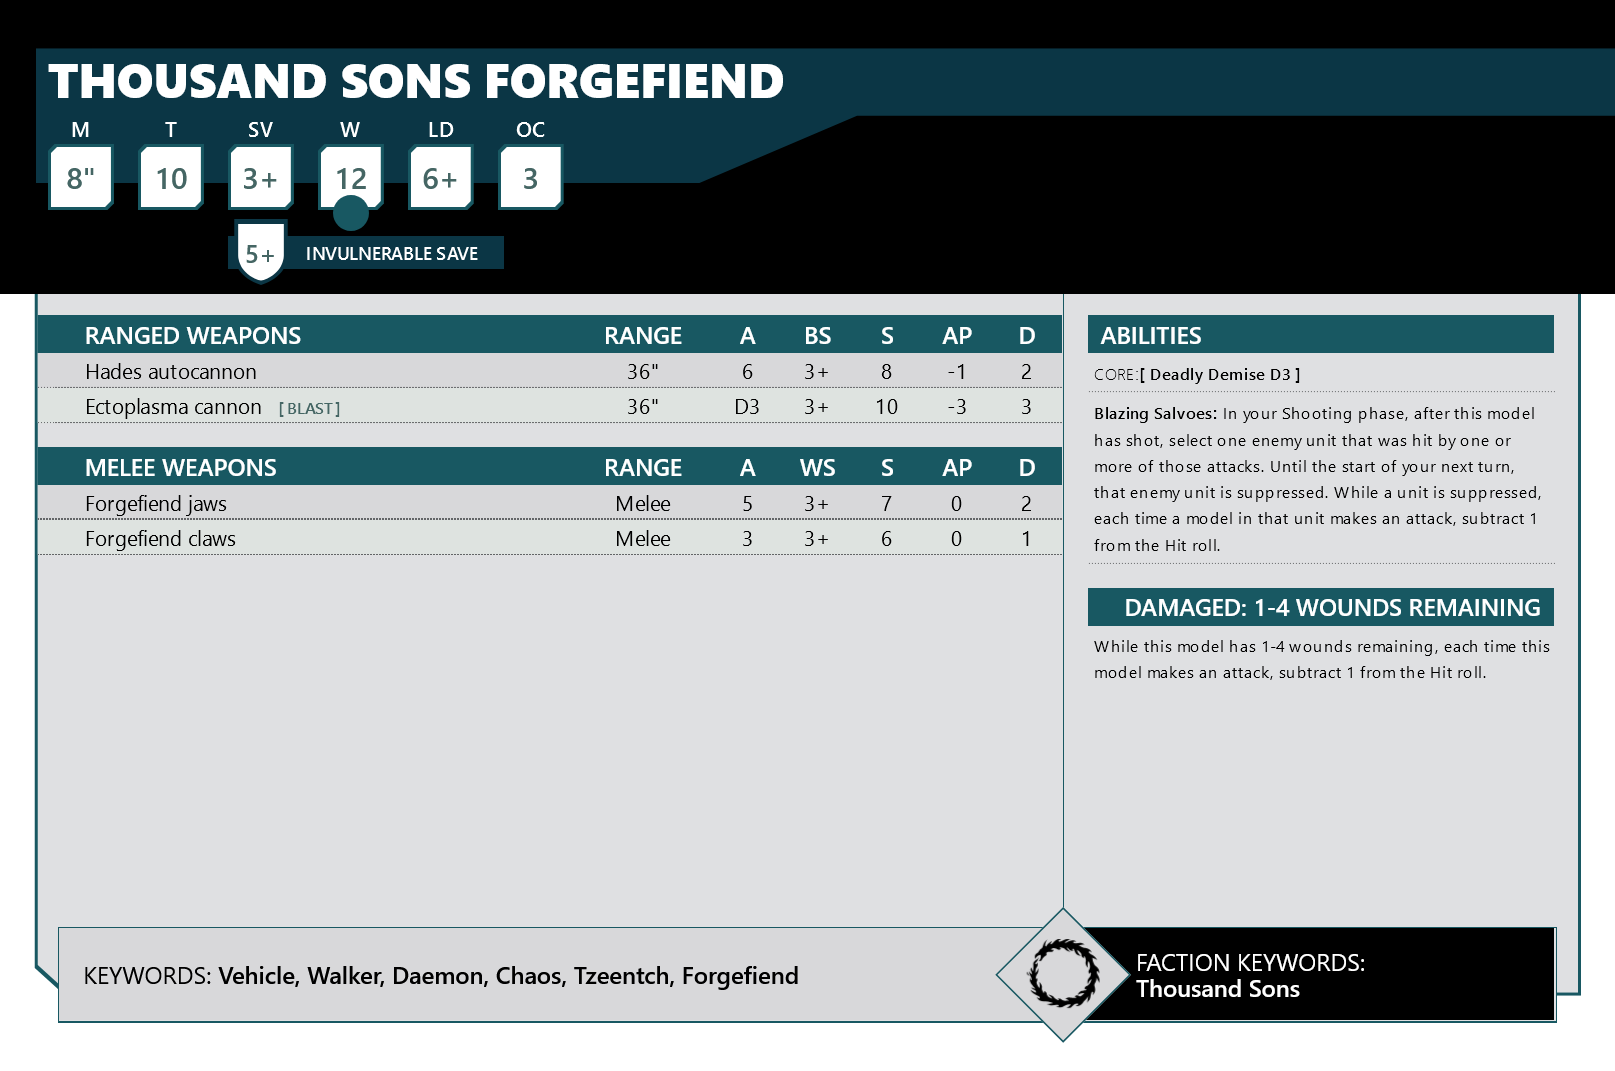 THOUSAND SONS FORGEFIEND
M T SV W LD OC
8" 10 3+ 12 6+ 3
5+ INVULNERABLE SAVE
RANGED WEAPONS RANGE A BS S AP D
Hades autocannon 36" 6 3+ 8 -1 2
Ectoplasma cannon [BLAST] 36" D3 3+ 10 -3 3
MELEE WEAPONS RANGE A WS S AP D
Forgefiend jaws Melee 5 3+ 7 0 2
Forgefiend claws Melee 3 3+ 6 0 1
ABILITIES
CORE:[ Deadly Demise D3 ]
Blazing Salvoes: In your Shooting phase, after this model
has shot, select one enemy unit that was hit by one or
more of those attacks. Until the start of your next turn,
that enemy unit is suppressed. While a unit is suppressed,
each time a model in that unit makes an attack, subtract 1
from the Hit roll.
DAMAGED: 1-4 WOUNDS REMAINING
While this model has 1-4 wounds remaining, each time this
model makes an attack, subtract 1 from the Hit roll.
KEYWORDS: Vehicle, Walker, Daemon, Chaos, Tzeentch, Forgefiend
FACTION KEYWORDS:
Thousand Sons